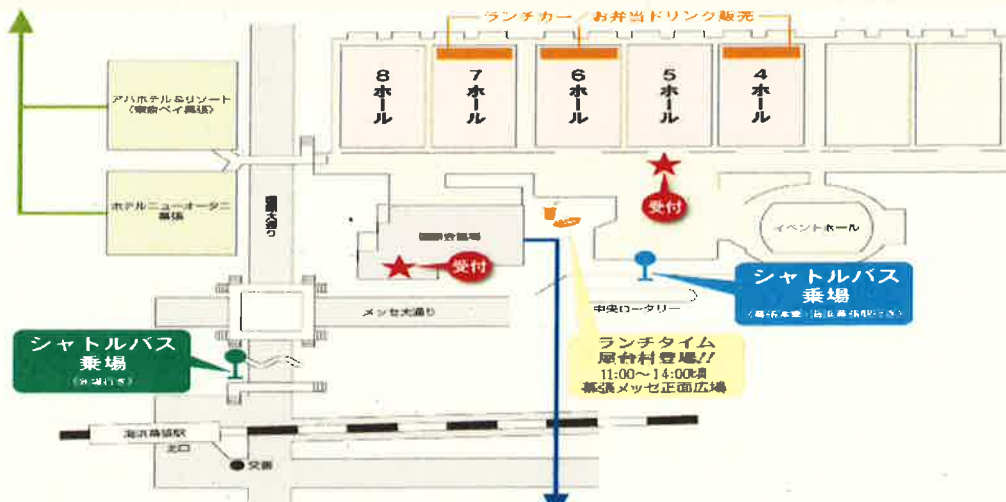 ランチカー／お弁当ドリンク販売
8ホール
7ホール
6ホール
5ホール
4ホール
アパホテル&リゾート
〈東京ベイ幕張〉
ホテルニューオータニ
幕張
受付
イベントホール
受付
シャトルバス
乗場
中央ロータリー
メッセ大通り
シャトルバス
乗場
ランチタイム
屋台村登場!!
11:00～14:00頃
幕張メッセ正面広場
海浜幕張駅
北口
交番